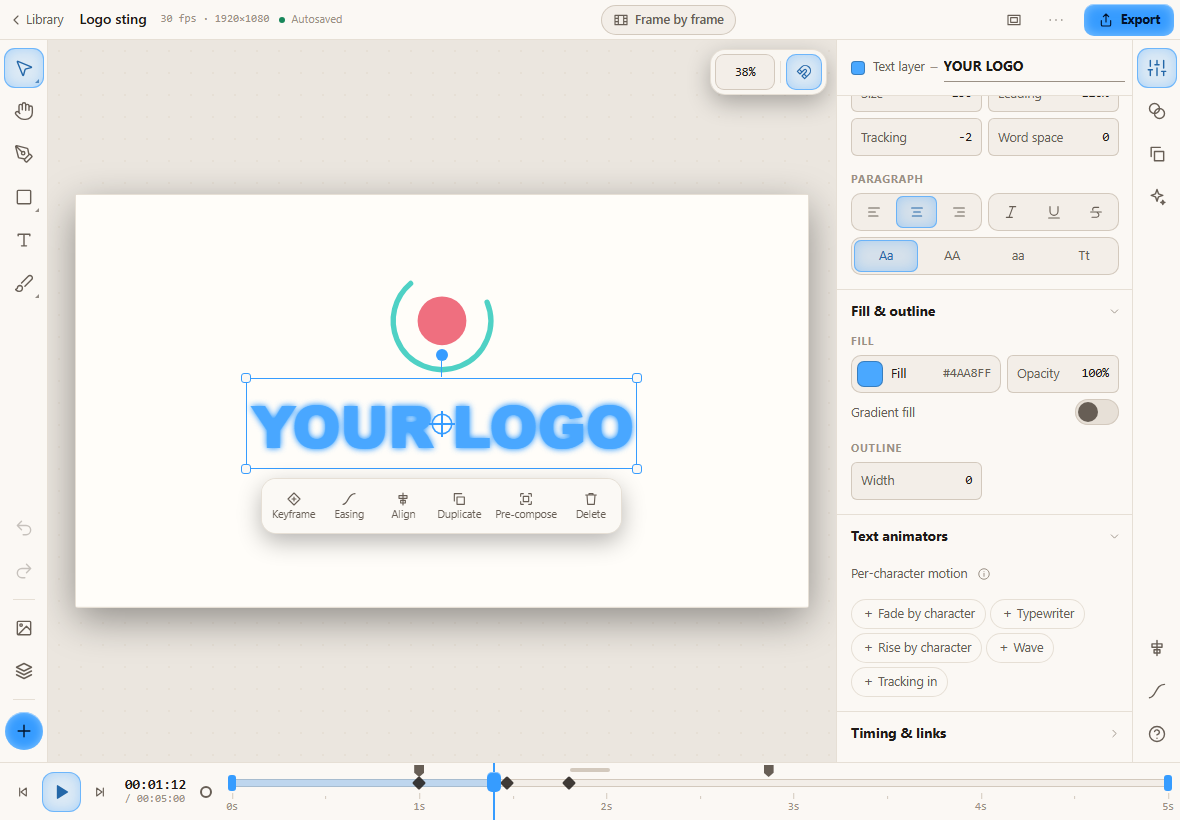 Library
Logo sting
30 fps · 1920×1080
Autosaved
Frame by frame
Export
38%
Text layer – YOUR LOGO
Tracking -2
Word space 0
PARAGRAPH
Aa AA aa Tt
Fill & outline
FILL
Fill #4AA8FF
Opacity 100%
Gradient fill
OUTLINE
Width 0
Text animators
Per-character motion
+ Fade by character
+ Typewriter
+ Rise by character
+ Wave
+ Tracking in
Timing & links
YOUR LOGO
Keyframe
Easing
Align
Duplicate
Pre-compose
Delete
00:01:12
/ 00:05:00
0s 1s 2s 3s 4s 5s